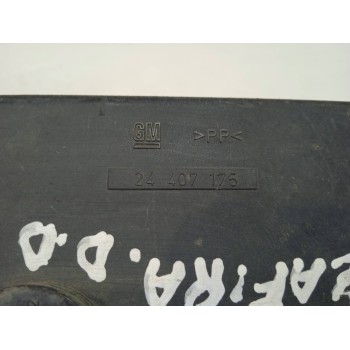 GM >PP<
24 407 175
ZAFIRA. D.D